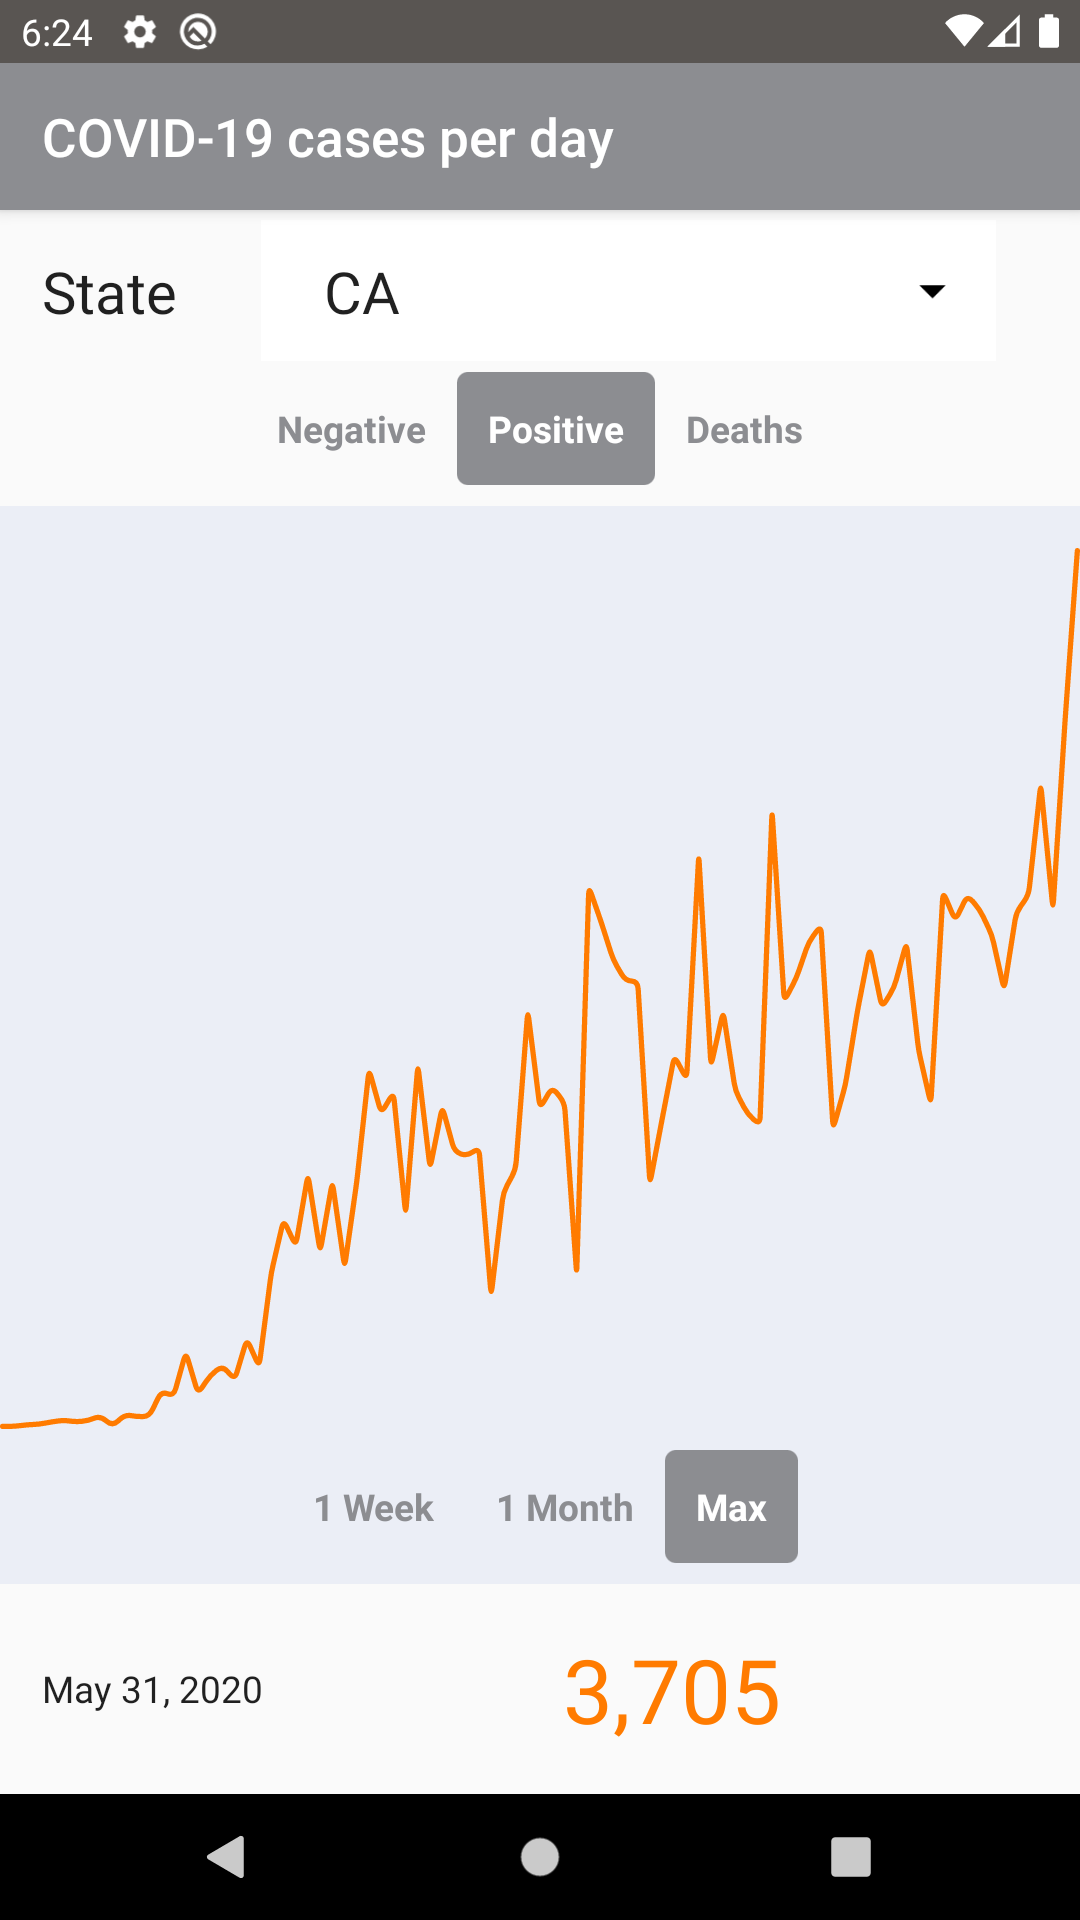 6:24
COVID-19 cases per day
State CA
Negative Positive Deaths
1 Week 1 Month Max
May 31, 2020 3,705